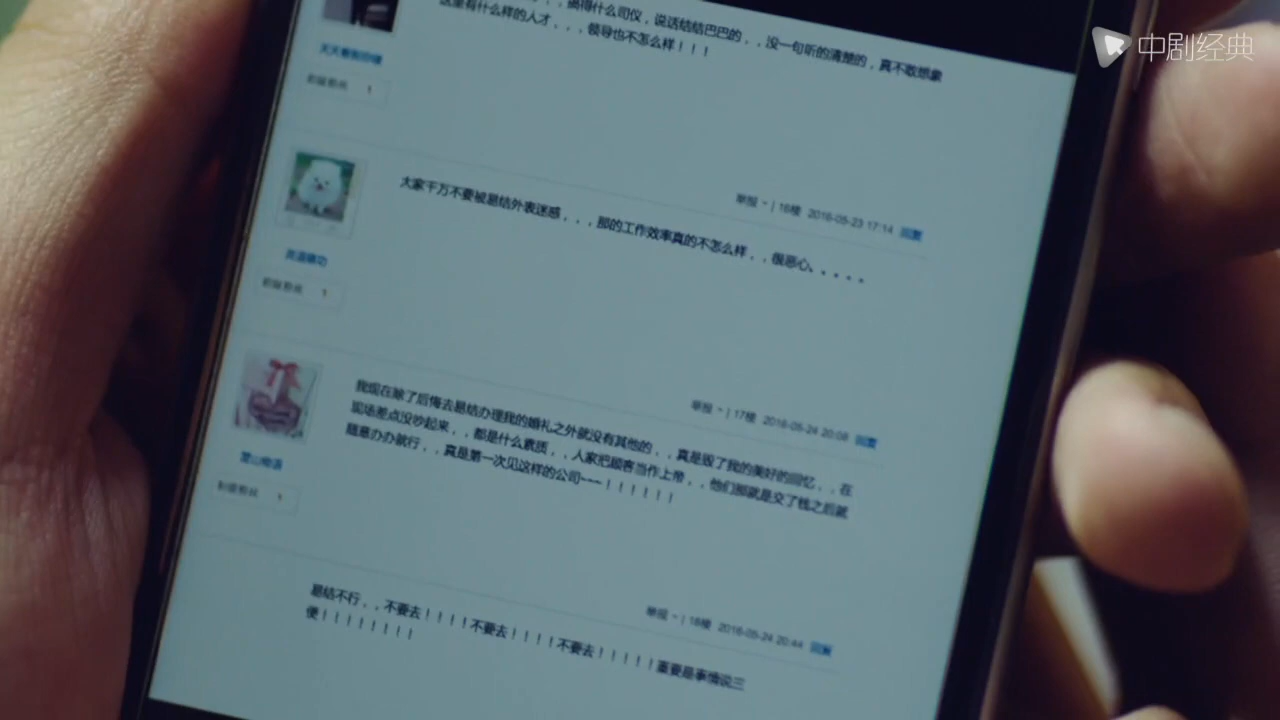 中剧经典
搞得什么司仪，说话结结巴巴的，，没一句听的清楚的，真不敢想象
这里有什么样的人才，，，领导也不怎么样！！！
1
举报 | 16楼 2016-05-23 17:14 回复
大家千万不要被易结外表迷惑，，，那的工作效率真的不怎么样，，很恶心。。。。。
1
举报 | 17楼 2016-05-24 20:08 回复
我现在除了后悔去易结办理我的婚礼之外就没有其他的，，真是毁了我的美好的回忆，，在
现场差点没吵起来，，都是什么素质，，人家把顾客当作上帝，，他们那就是交了钱之后就
随意办办就行，，真是第一次见这样的公司~~~！！！！！！
1
举报 | 18楼 2016-05-24 20:44 回复
易结不行，，不要去！！！！不要去！！！！不要去！！！！！重要是事情说三
便！！！！！！！！